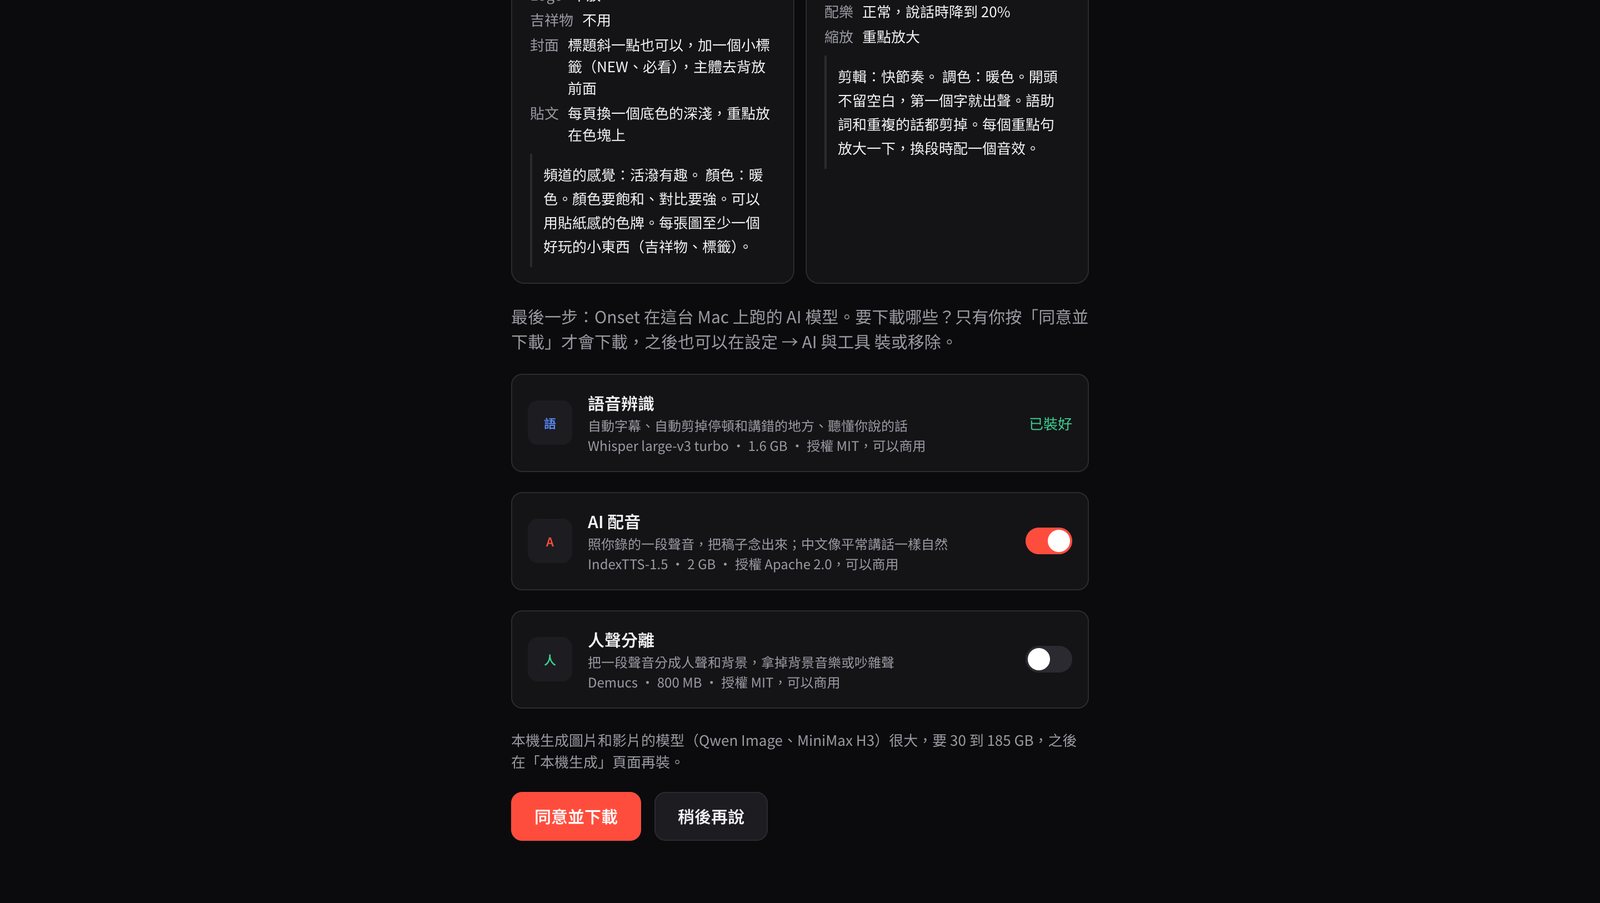 吉祥物 不用
封面 標題斜一點也可以，加一個小標
籤（NEW、必看），主體去背放
前面
貼文 每頁換一個底色的深淺，重點放
在色塊上
頻道的感覺：活潑有趣。 顏色：暖
色。顏色要飽和、對比要強。可以
用貼紙感的色牌。每張圖至少一個
好玩的小東西（吉祥物、標籤）。
配樂 正常，說話時降到 20%
縮放 重點放大
剪輯：快節奏。 調色：暖色。開頭
不留空白，第一個字就出聲。語助
詞和重複的話都剪掉。每個重點句
放大一下，換段時配一個音效。
最後一步：Onset 在這台 Mac 上跑的 AI 模型。要下載哪些？只有你按「同意並
下載」才會下載，之後也可以在設定 → AI 與工具 裝或移除。
語
語音辨識
自動字幕、自動剪掉停頓和講錯的地方、聽懂你說的話
Whisper large-v3 turbo · 1.6 GB · 授權 MIT，可以商用
已裝好
A
AI 配音
照你錄的一段聲音，把稿子念出來；中文像平常講話一樣自然
IndexTTS-1.5 · 2 GB · 授權 Apache 2.0，可以商用
人
人聲分離
把一段聲音分成人聲和背景，拿掉背景音樂或吵雜聲
Demucs · 800 MB · 授權 MIT，可以商用
本機生成圖片和影片的模型（Qwen Image、MiniMax H3）很大，要 30 到 185 GB，之後
在「本機生成」頁面再裝。
同意並下載
稍後再說